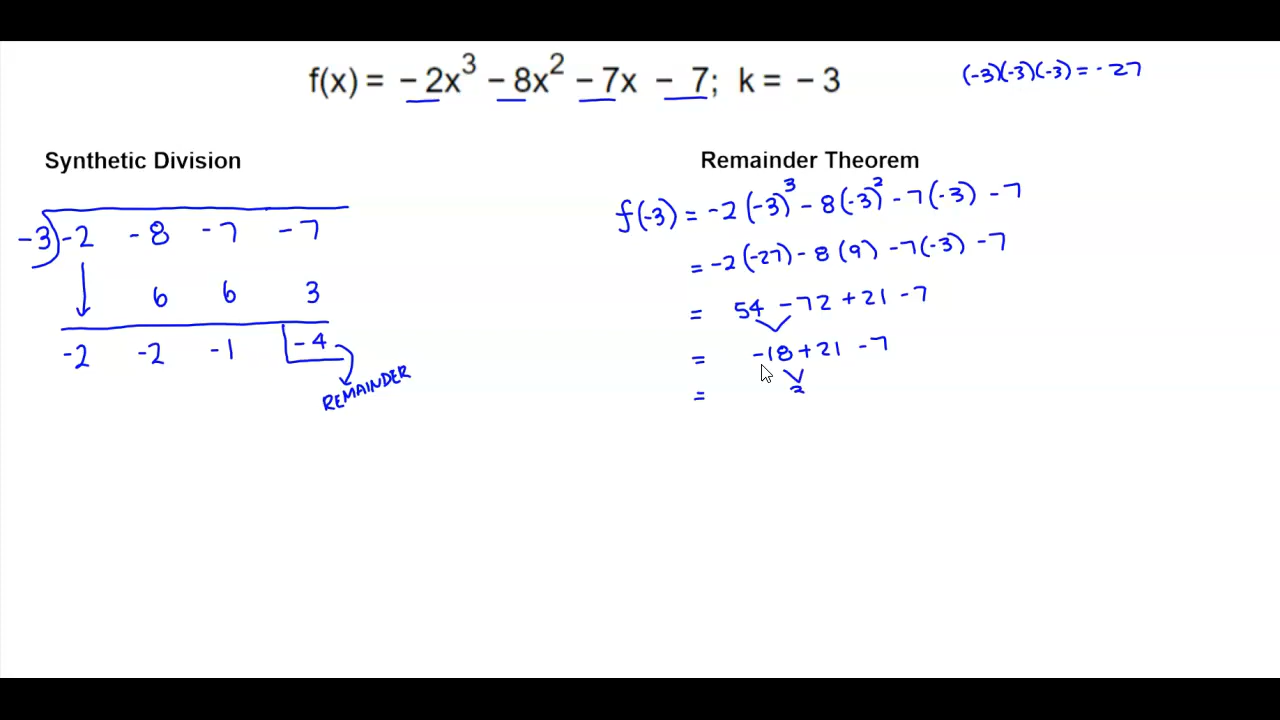 f(x) = − 2x³ − 8x² − 7x − 7; k = − 3
(-3)(-3)(-3) = -27
Synthetic Division
-3 -2 -8 -7 -7
6 6 3
-2 -2 -1 -4
REMAINDER
Remainder Theorem
f(-3) = -2(-3)³ - 8(-3)² - 7(-3) - 7
= -2(-27) - 8(9) - 7(-3) - 7
= 54 - 72 + 21 - 7
= -18 + 21 - 7
=